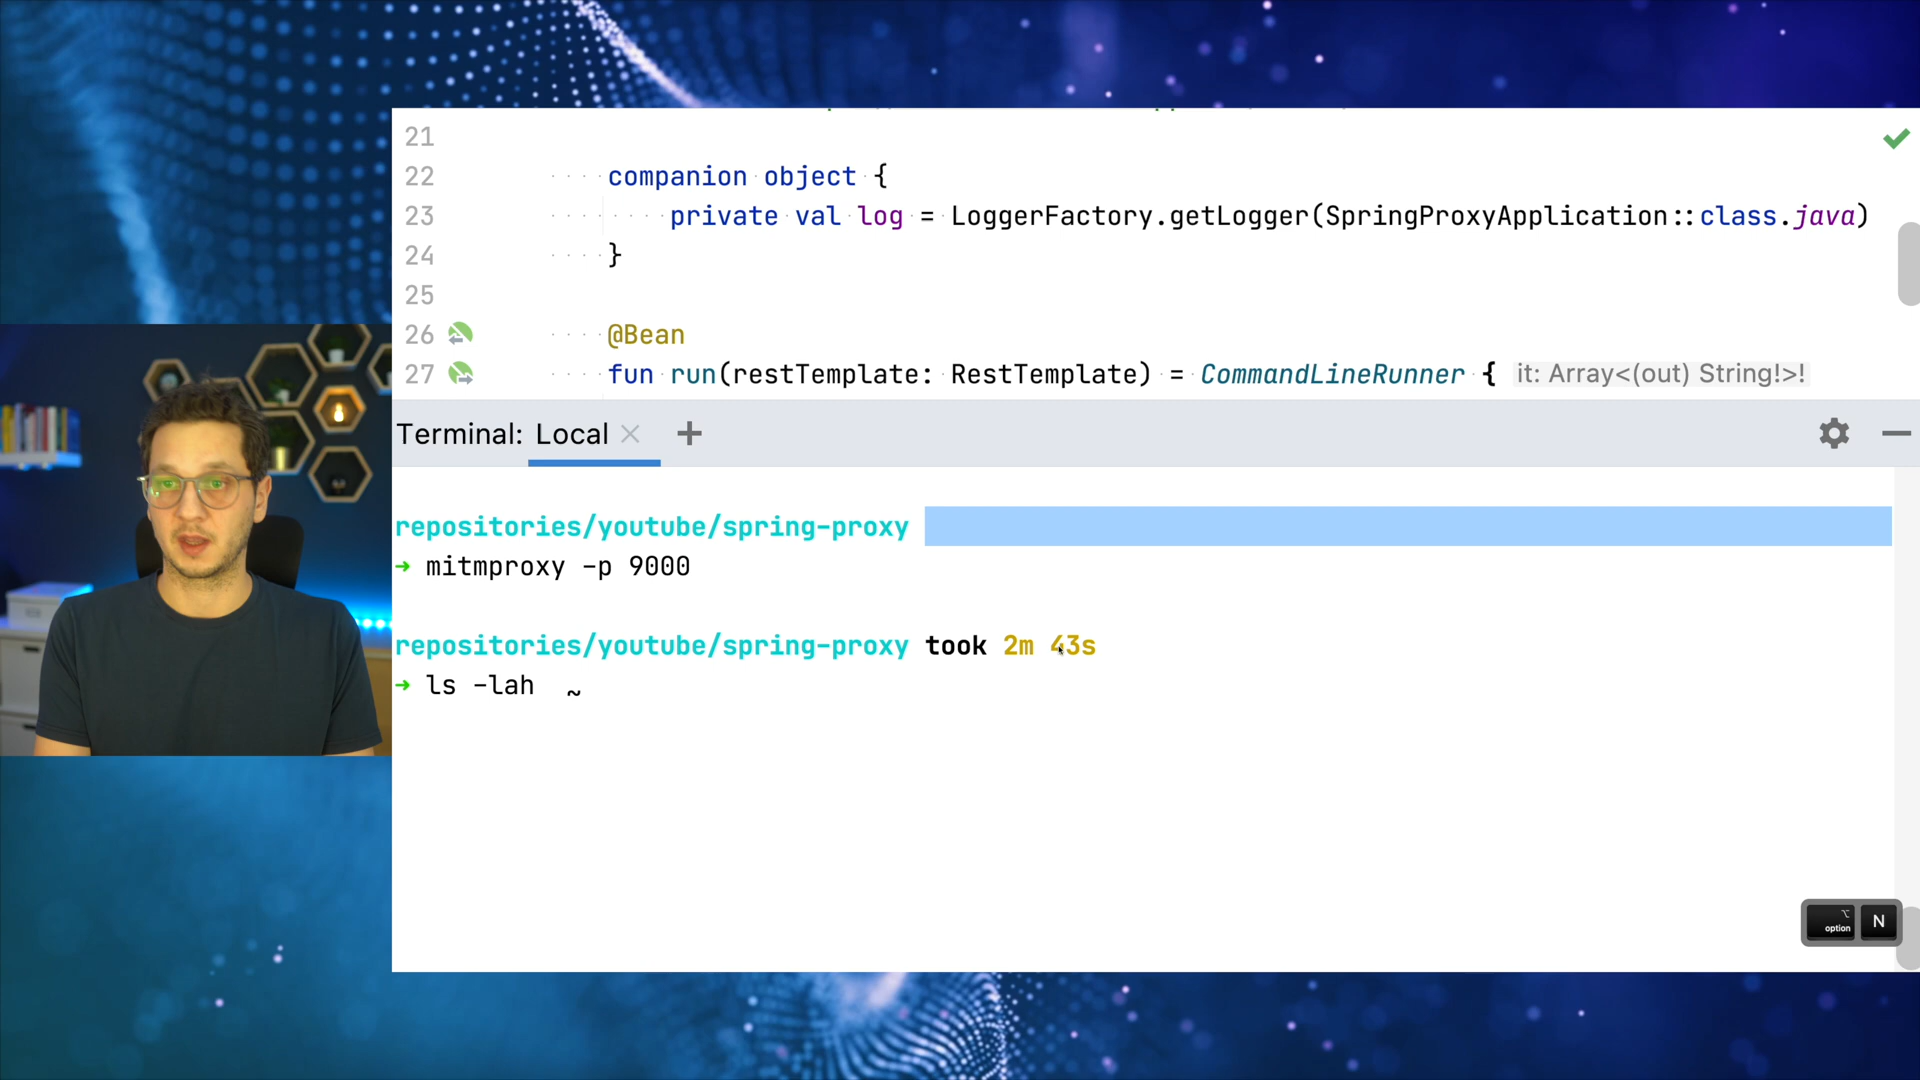 21
22 companion object {
23 private val log = LoggerFactory.getLogger(SpringProxyApplication::class.java)
24 }
25
26 @Bean
27 fun run(restTemplate: RestTemplate) = CommandLineRunner { it: Array<(out) String!>!
Terminal: Local × +
repositories/youtube/spring-proxy
→ mitmproxy -p 9000
repositories/youtube/spring-proxy took 2m 43s
→ ls -lah ~
⌥
option N